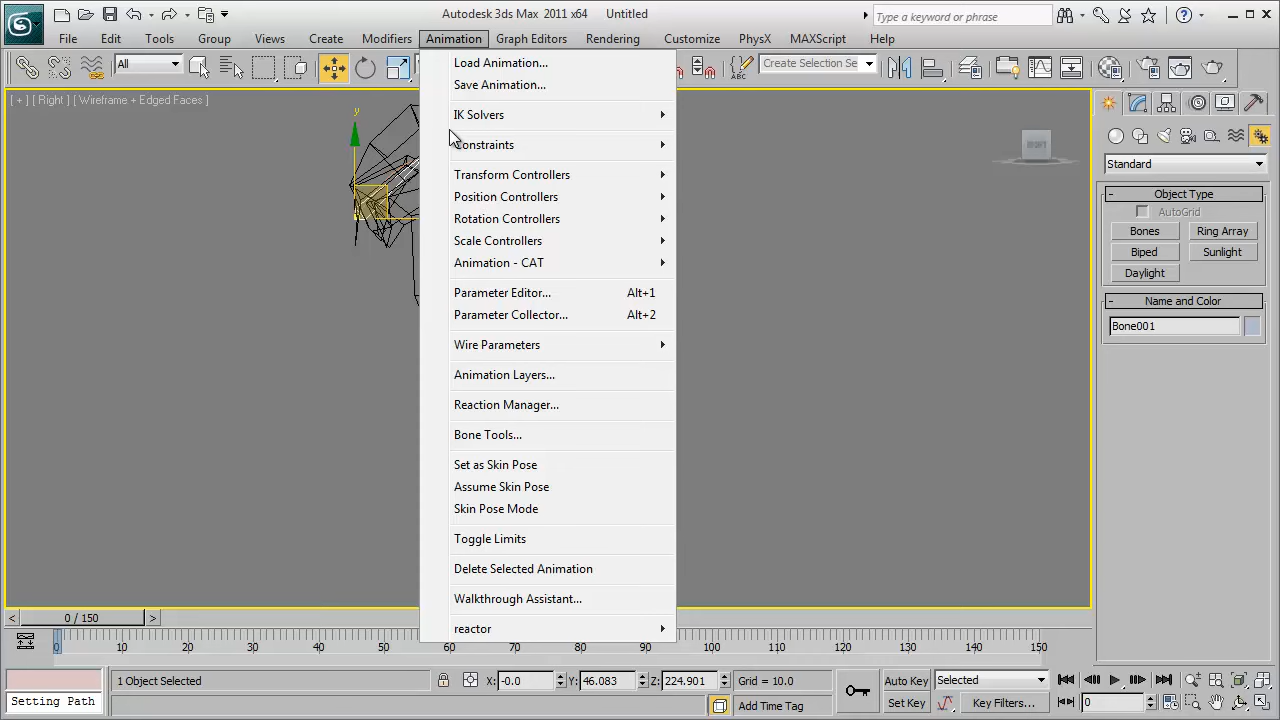 Autodesk 3ds Max 2011 x64 Untitled
Type a keyword or phrase
File Edit Tools Group Views Create Modifiers Animation Graph Editors Rendering Customize PhysX MAXScript Help
All
Create Selection Se
[ + ] [ Right ] [ Wireframe + Edged Faces ]
y
Load Animation...
Save Animation...
IK Solvers
Constraints
Transform Controllers
Position Controllers
Rotation Controllers
Scale Controllers
Animation - CAT
Parameter Editor... Alt+1
Parameter Collector... Alt+2
Wire Parameters
Animation Layers...
Reaction Manager...
Bone Tools...
Set as Skin Pose
Assume Skin Pose
Skin Pose Mode
Toggle Limits
Delete Selected Animation
Walkthrough Assistant...
reactor
RIGHT
Standard
Object Type
AutoGrid
Bones Ring Array
Biped Sunlight
Daylight
Name and Color
Bone001
< 0 / 150 >
0 10 20 30 40 50 60 70 80 90 100 110 120 130 140 150
1 Object Selected X: -0.0 Y: 46.083 Z: 224.901 Grid = 10.0 Auto Key Selected
Setting Path Add Time Tag Set Key Key Filters... 0